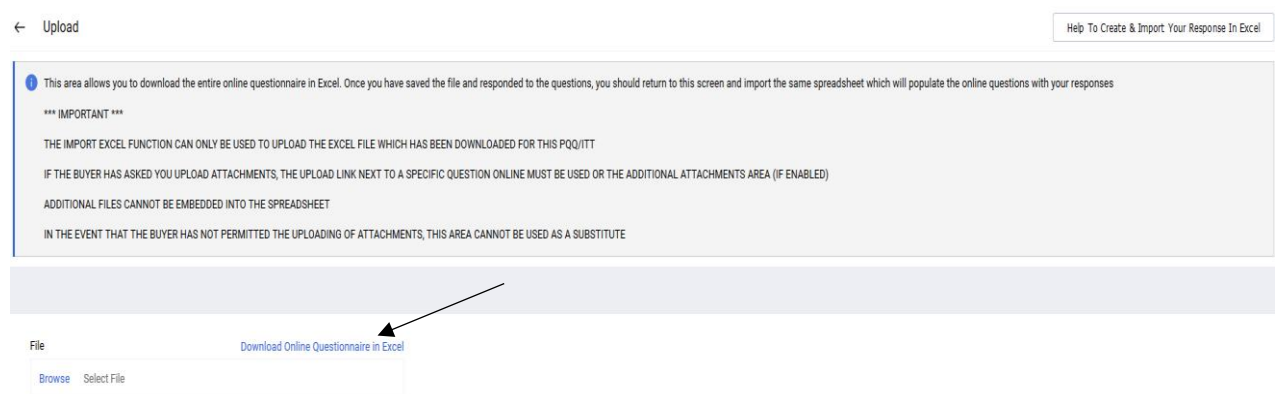 Upload
Help To Create & Import Your Response In Excel
This area allows you to download the entire online questionnaire in Excel. Once you have saved the file and responded to the questions, you should return to this screen and import the same spreadsheet which will populate the online questions with your responses
*** IMPORTANT ***
THE IMPORT EXCEL FUNCTION CAN ONLY BE USED TO UPLOAD THE EXCEL FILE WHICH HAS BEEN DOWNLOADED FOR THIS PQQ/ITT
IF THE BUYER HAS ASKED YOU UPLOAD ATTACHMENTS, THE UPLOAD LINK NEXT TO A SPECIFIC QUESTION ONLINE MUST BE USED OR THE ADDITIONAL ATTACHMENTS AREA (IF ENABLED)
ADDITIONAL FILES CANNOT BE EMBEDDED INTO THE SPREADSHEET
IN THE EVENT THAT THE BUYER HAS NOT PERMITTED THE UPLOADING OF ATTACHMENTS, THIS AREA CANNOT BE USED AS A SUBSTITUTE
File
Download Online Questionnaire in Excel
Browse Select File